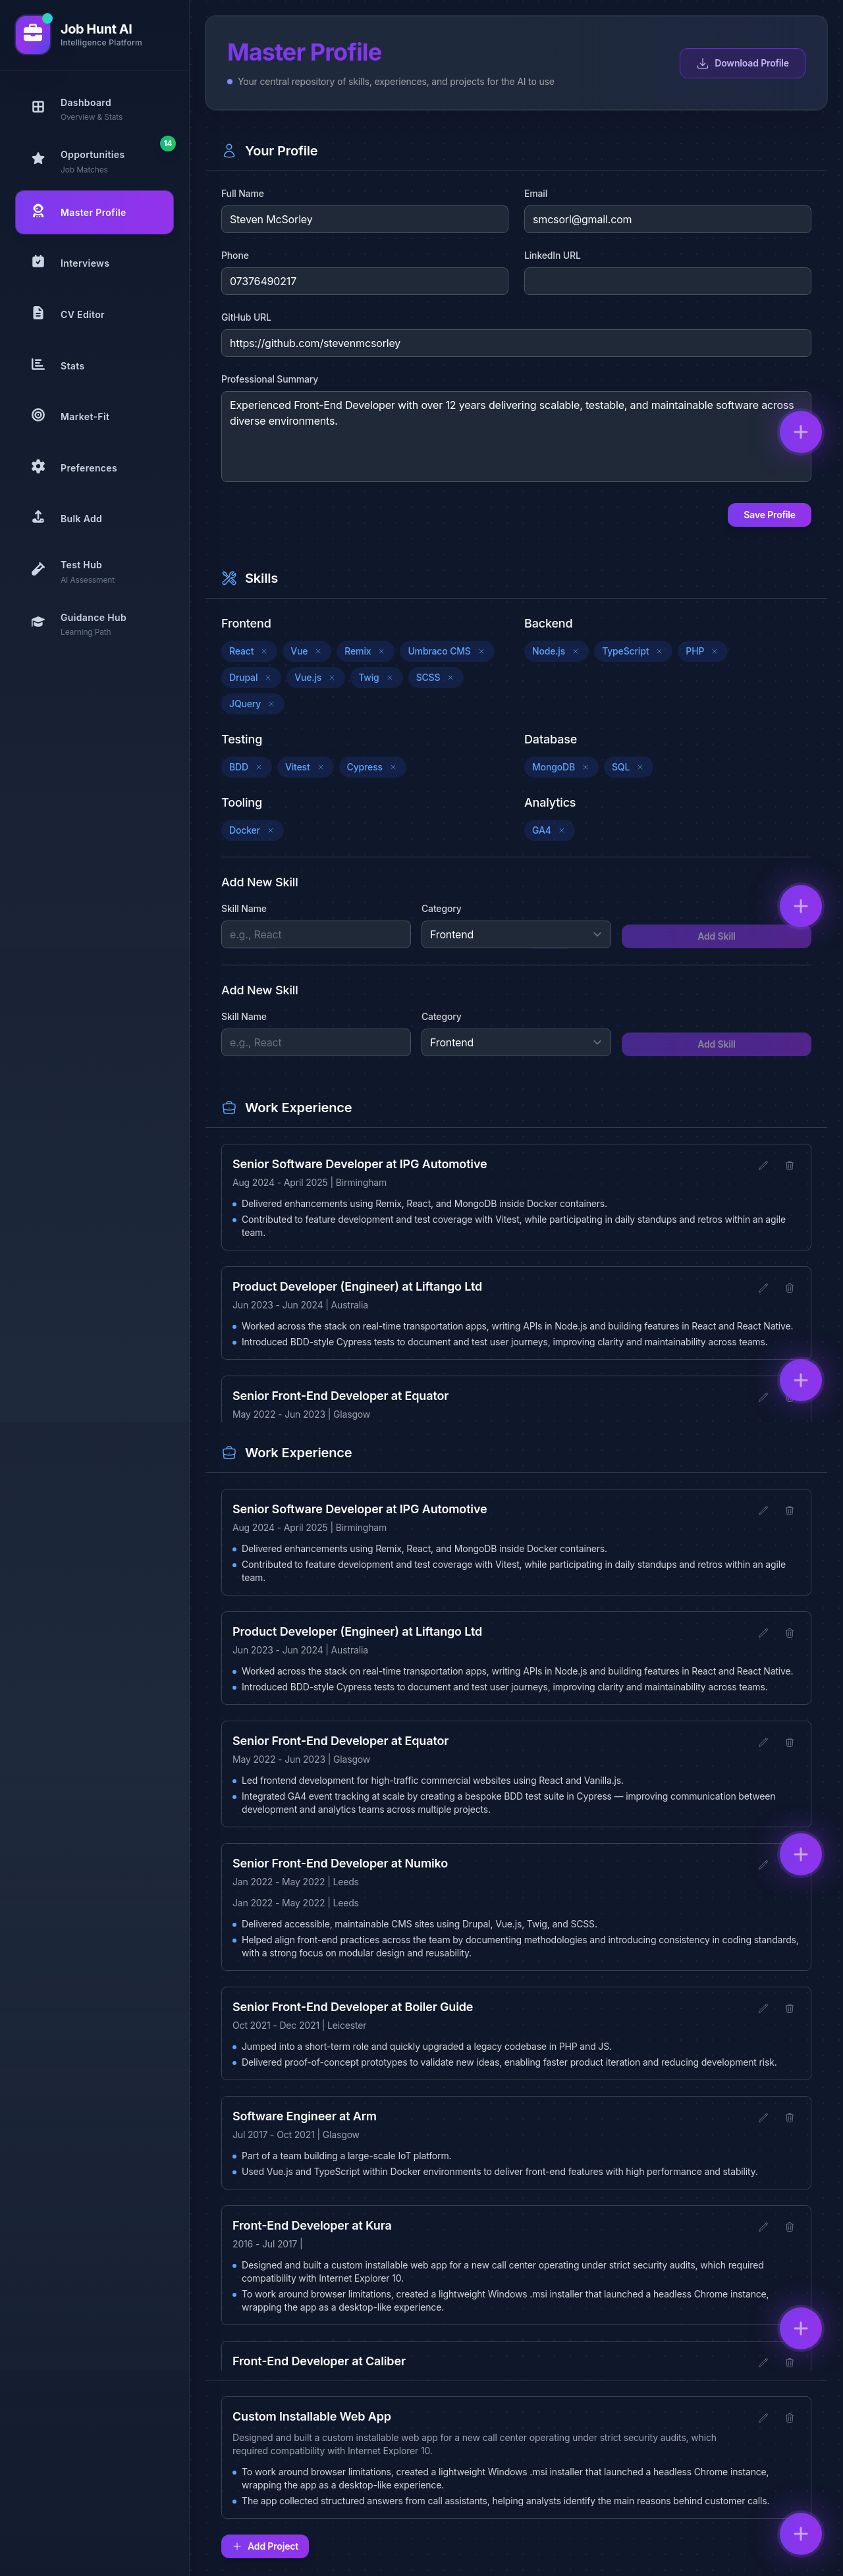 Job Hunt AI
Intelligence Platform
Dashboard
Overview & Stats
14
Opportunities
Job Matches
Master Profile
Interviews
CV Editor
Stats
Market-Fit
Preferences
Bulk Add
Test Hub
AI Assessment
Guidance Hub
Learning Path
Master Profile
Your central repository of skills, experiences, and projects for the AI to use
Download Profile
Your Profile
Full Name
Email
Steven McSorley
smcsorl@gmail.com
Phone
LinkedIn URL
07376490217
GitHub URL
https://github.com/stevenmcsorley
Professional Summary
Experienced Front-End Developer with over 12 years delivering scalable, testable, and maintainable software across
diverse environments.
Save Profile
Skills
Frontend
React
Vue
Remix
Umbraco CMS
Drupal
Vue.js
Twig
SCSS
JQuery
Backend
Node.js
TypeScript
PHP
Testing
BDD
Vitest
Cypress
Database
MongoDB
SQL
Tooling
Docker
Analytics
GA4
Add New Skill
Skill Name
Category
e.g., React
Frontend
Add Skill
Add New Skill
Skill Name
Category
e.g., React
Frontend
Add Skill
Work Experience
Senior Software Developer at IPG Automotive
Aug 2024 - April 2025 | Birmingham
Delivered enhancements using Remix, React, and MongoDB inside Docker containers.
Contributed to feature development and test coverage with Vitest, while participating in daily standups and retros within an agile
team.
Product Developer (Engineer) at Liftango Ltd
Jun 2023 - Jun 2024 | Australia
Worked across the stack on real-time transportation apps, writing APIs in Node.js and building features in React and React Native.
Introduced BDD-style Cypress tests to document and test user journeys, improving clarity and maintainability across teams.
Senior Front-End Developer at Equator
May 2022 - Jun 2023 | Glasgow
Work Experience
Senior Software Developer at IPG Automotive
Aug 2024 - April 2025 | Birmingham
Delivered enhancements using Remix, React, and MongoDB inside Docker containers.
Contributed to feature development and test coverage with Vitest, while participating in daily standups and retros within an agile
team.
Product Developer (Engineer) at Liftango Ltd
Jun 2023 - Jun 2024 | Australia
Worked across the stack on real-time transportation apps, writing APIs in Node.js and building features in React and React Native.
Introduced BDD-style Cypress tests to document and test user journeys, improving clarity and maintainability across teams.
Senior Front-End Developer at Equator
May 2022 - Jun 2023 | Glasgow
Led frontend development for high-traffic commercial websites using React and Vanilla.js.
Integrated GA4 event tracking at scale by creating a bespoke BDD test suite in Cypress — improving communication between
development and analytics teams across multiple projects.
Senior Front-End Developer at Numiko
Jan 2022 - May 2022 | Leeds
Jan 2022 - May 2022 | Leeds
Delivered accessible, maintainable CMS sites using Drupal, Vue.js, Twig, and SCSS.
Helped align front-end practices across the team by documenting methodologies and introducing consistency in coding standards,
with a strong focus on modular design and reusability.
Senior Front-End Developer at Boiler Guide
Oct 2021 - Dec 2021 | Leicester
Jumped into a short-term role and quickly upgraded a legacy codebase in PHP and JS.
Delivered proof-of-concept prototypes to validate new ideas, enabling faster product iteration and reducing development risk.
Software Engineer at Arm
Jul 2017 - Oct 2021 | Glasgow
Part of a team building a large-scale IoT platform.
Used Vue.js and TypeScript within Docker environments to deliver front-end features with high performance and stability.
Front-End Developer at Kura
2016 - Jul 2017 |
Designed and built a custom installable web app for a new call center operating under strict security audits, which required
compatibility with Internet Explorer 10.
To work around browser limitations, created a lightweight Windows .msi installer that launched a headless Chrome instance,
wrapping the app as a desktop-like experience.
Front-End Developer at Caliber
Custom Installable Web App
Designed and built a custom installable web app for a new call center operating under strict security audits, which
required compatibility with Internet Explorer 10.
To work around browser limitations, created a lightweight Windows .msi installer that launched a headless Chrome instance,
wrapping the app as a desktop-like experience.
The app collected structured answers from call assistants, helping analysts identify the main reasons behind customer calls.
Add Project